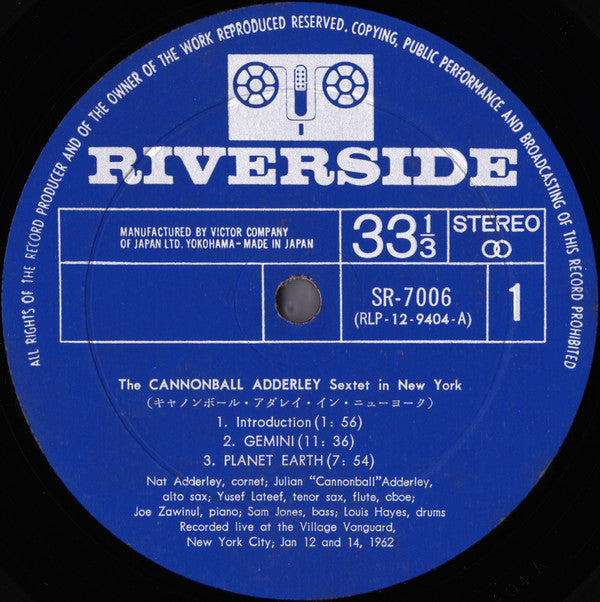 ALL RIGHTS OF THE RECORD PRODUCER AND OF THE OWNER OF THE WORK REPRODUCED RESERVED. COPYING, PUBLIC PERFORMANCE AND BROADCASTING OF THIS RECORD PROHIBITED
RIVERSIDE
MANUFACTURED BY VICTOR COMPANY
OF JAPAN LTD. YOKOHAMA-MADE IN JAPAN
33 1/3
STEREO
SR-7006
(RLP-12-9404-A)
1
The CANNONBALL ADDERLEY Sextet in New York
(キャノンボール・アダレイ・イン・ニューヨーク)
1. Introduction (1: 56)
2. GEMINI (11: 36)
3. PLANET EARTH (7: 54)
Nat Adderley, cornet; Julian "Cannonball" Adderley,
alto sax; Yusef Lateef, tenor sax, flute, oboe;
Joe Zawinul, piano; Sam Jones, bass; Louis Hayes, drums
Recorded live at the Village Vanguard,
New York City; Jan 12 and 14, 1962